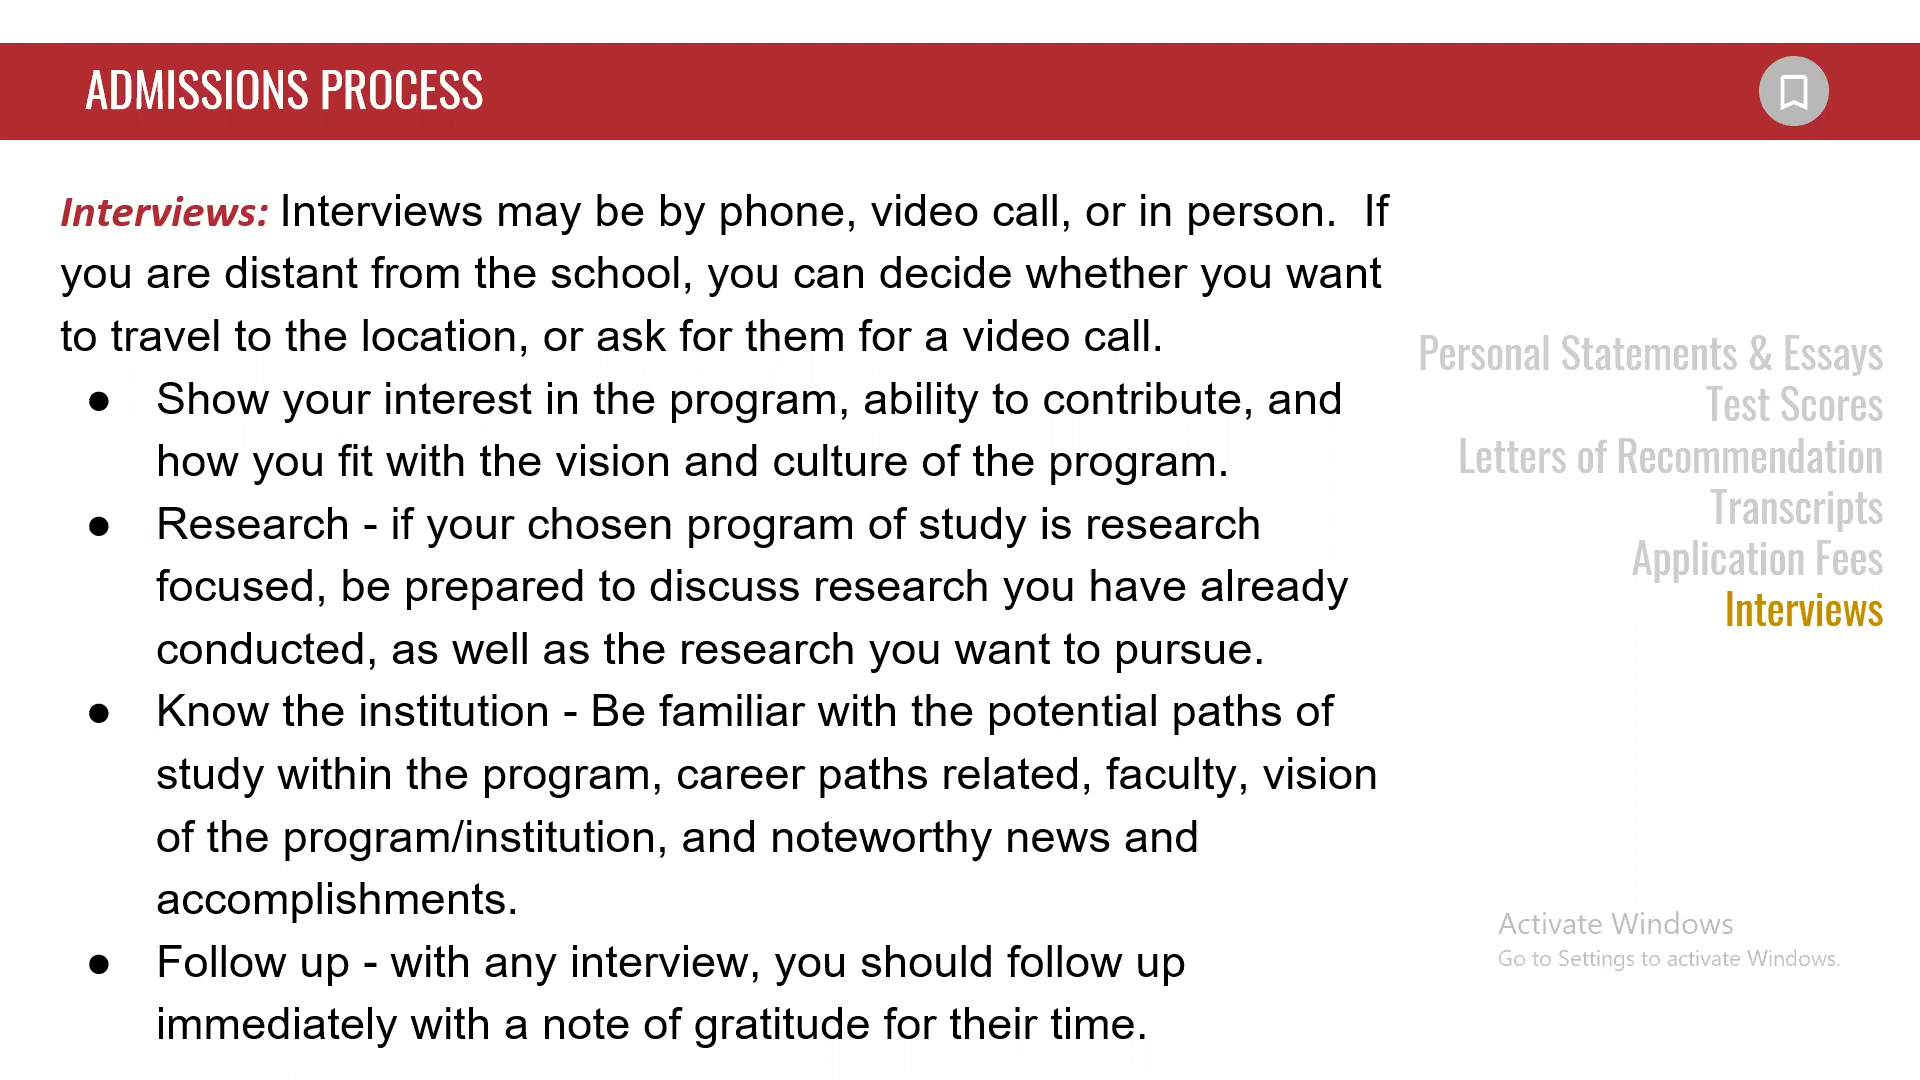 ADMISSIONS PROCESS
Interviews: Interviews may be by phone, video call, or in person.  If
you are distant from the school, you can decide whether you want
to travel to the location, or ask for them for a video call.
● Show your interest in the program, ability to contribute, and
how you fit with the vision and culture of the program.
● Research - if your chosen program of study is research
focused, be prepared to discuss research you have already
conducted, as well as the research you want to pursue.
● Know the institution - Be familiar with the potential paths of
study within the program, career paths related, faculty, vision
of the program/institution, and noteworthy news and
accomplishments.
● Follow up - with any interview, you should follow up
immediately with a note of gratitude for their time.
Personal Statements & Essays
Test Scores
Letters of Recommendation
Transcripts
Application Fees
Interviews
Activate Windows
Go to Settings to activate Windows.